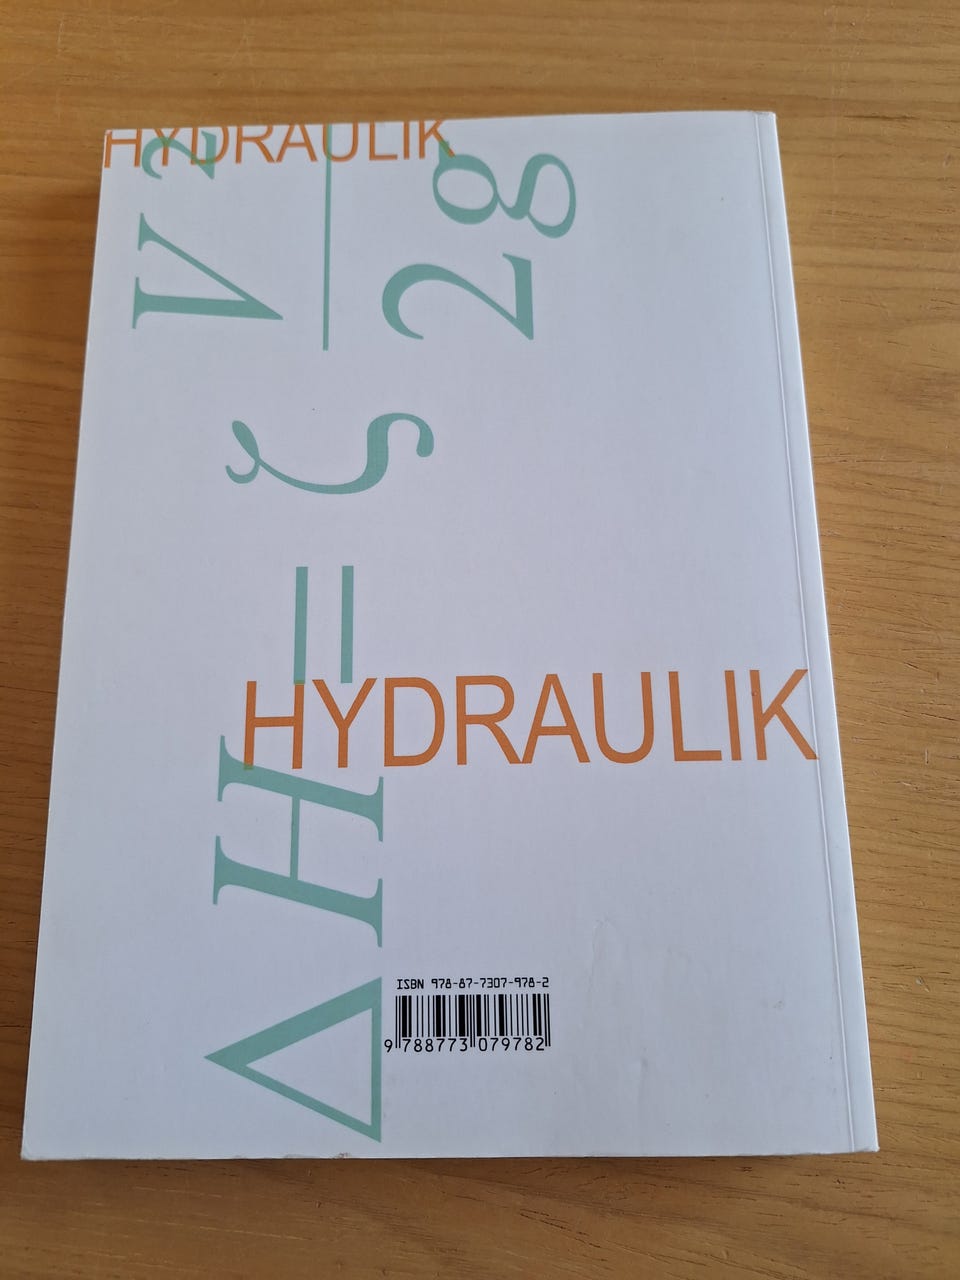 HYDRAULIK
ΔH = ζ V²/2g
HYDRAULIK
ISBN 978-87-7307-978-2
9 788773 079782